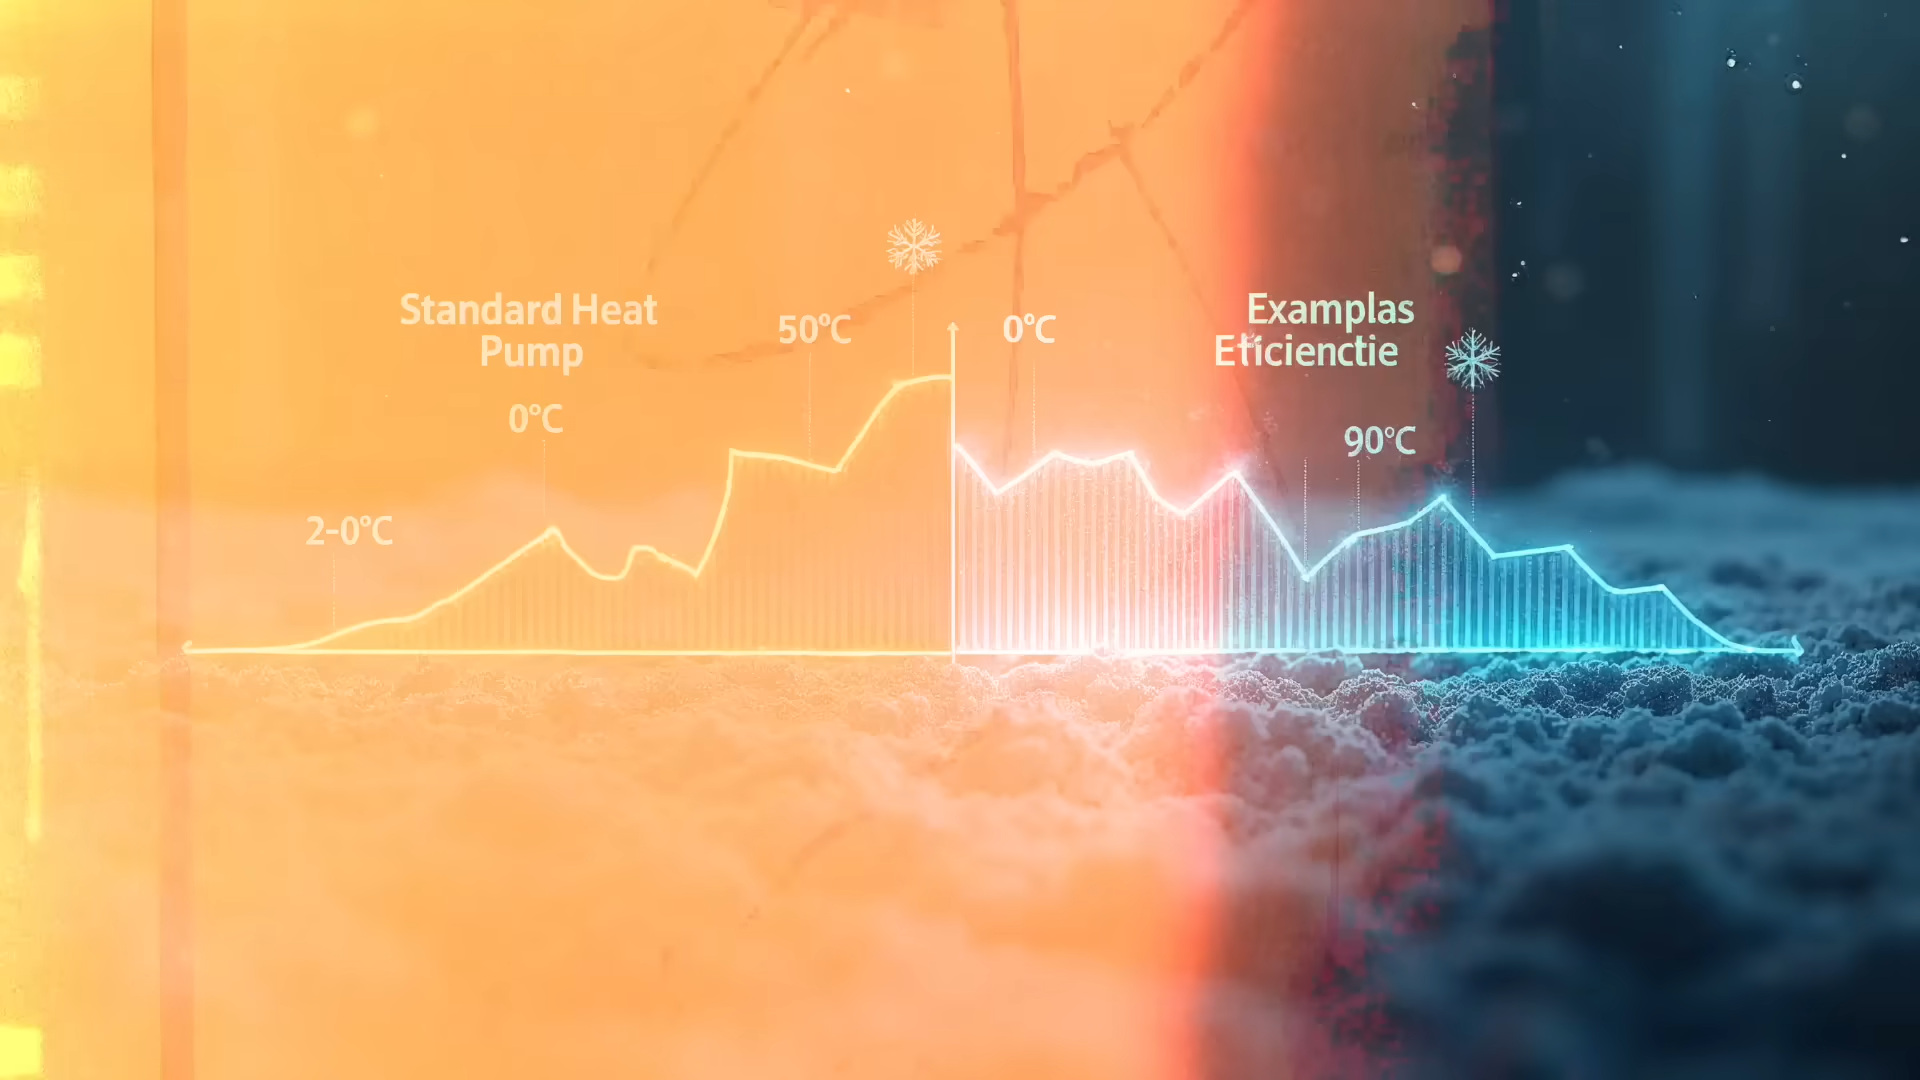 Standard Heat
Pump
0°C
2-0°C
50°C
0°C
Examplas
Eficienctie
90°C